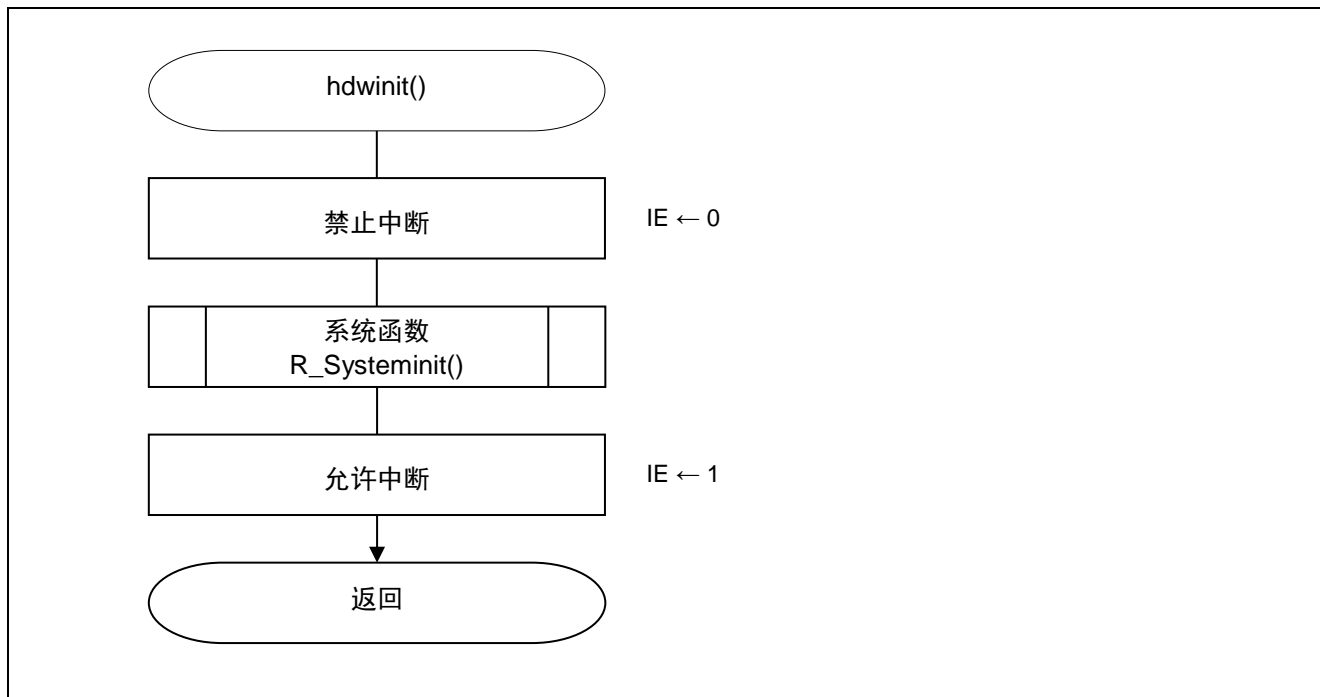 hdwinit()
禁止中断
IE ← 0
系统函数
R_Systeminit()
允许中断
IE ← 1
返回